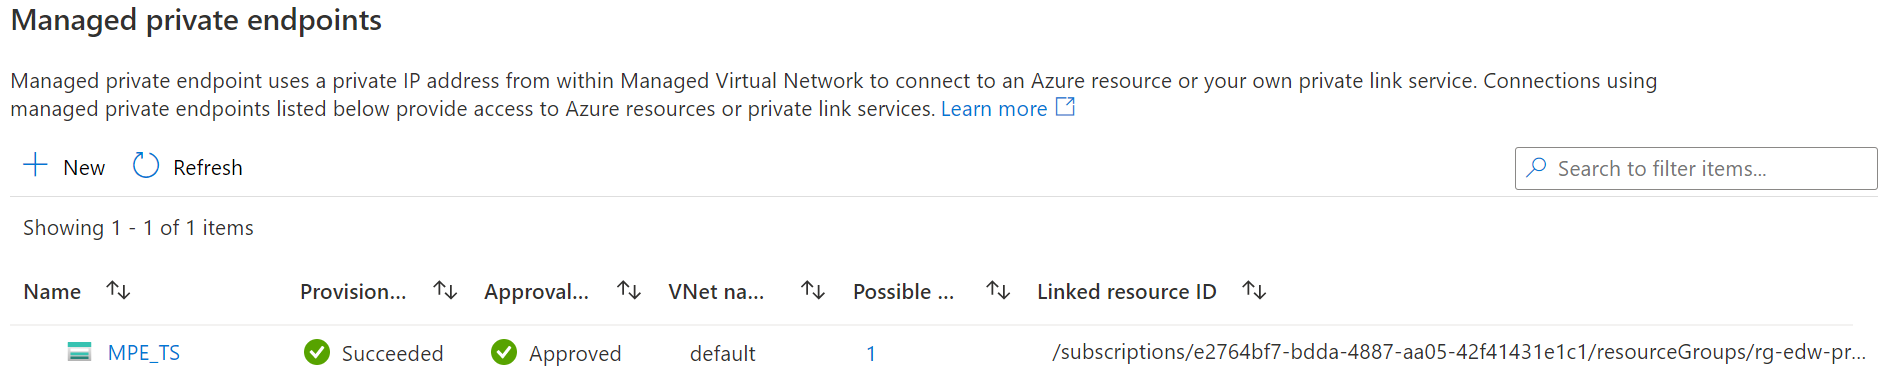 Managed private endpoints
Managed private endpoint uses a private IP address from within Managed Virtual Network to connect to an Azure resource or your own private link service. Connections using
managed private endpoints listed below provide access to Azure resources or private link services. Learn more
New Refresh Search to filter items...
Showing 1 - 1 of 1 items
Name Provision... Approval... VNet na... Possible ... Linked resource ID
MPE_TS Succeeded Approved default 1 /subscriptions/e2764bf7-bdda-4887-aa05-42f41431e1c1/resourceGroups/rg-edw-pr...